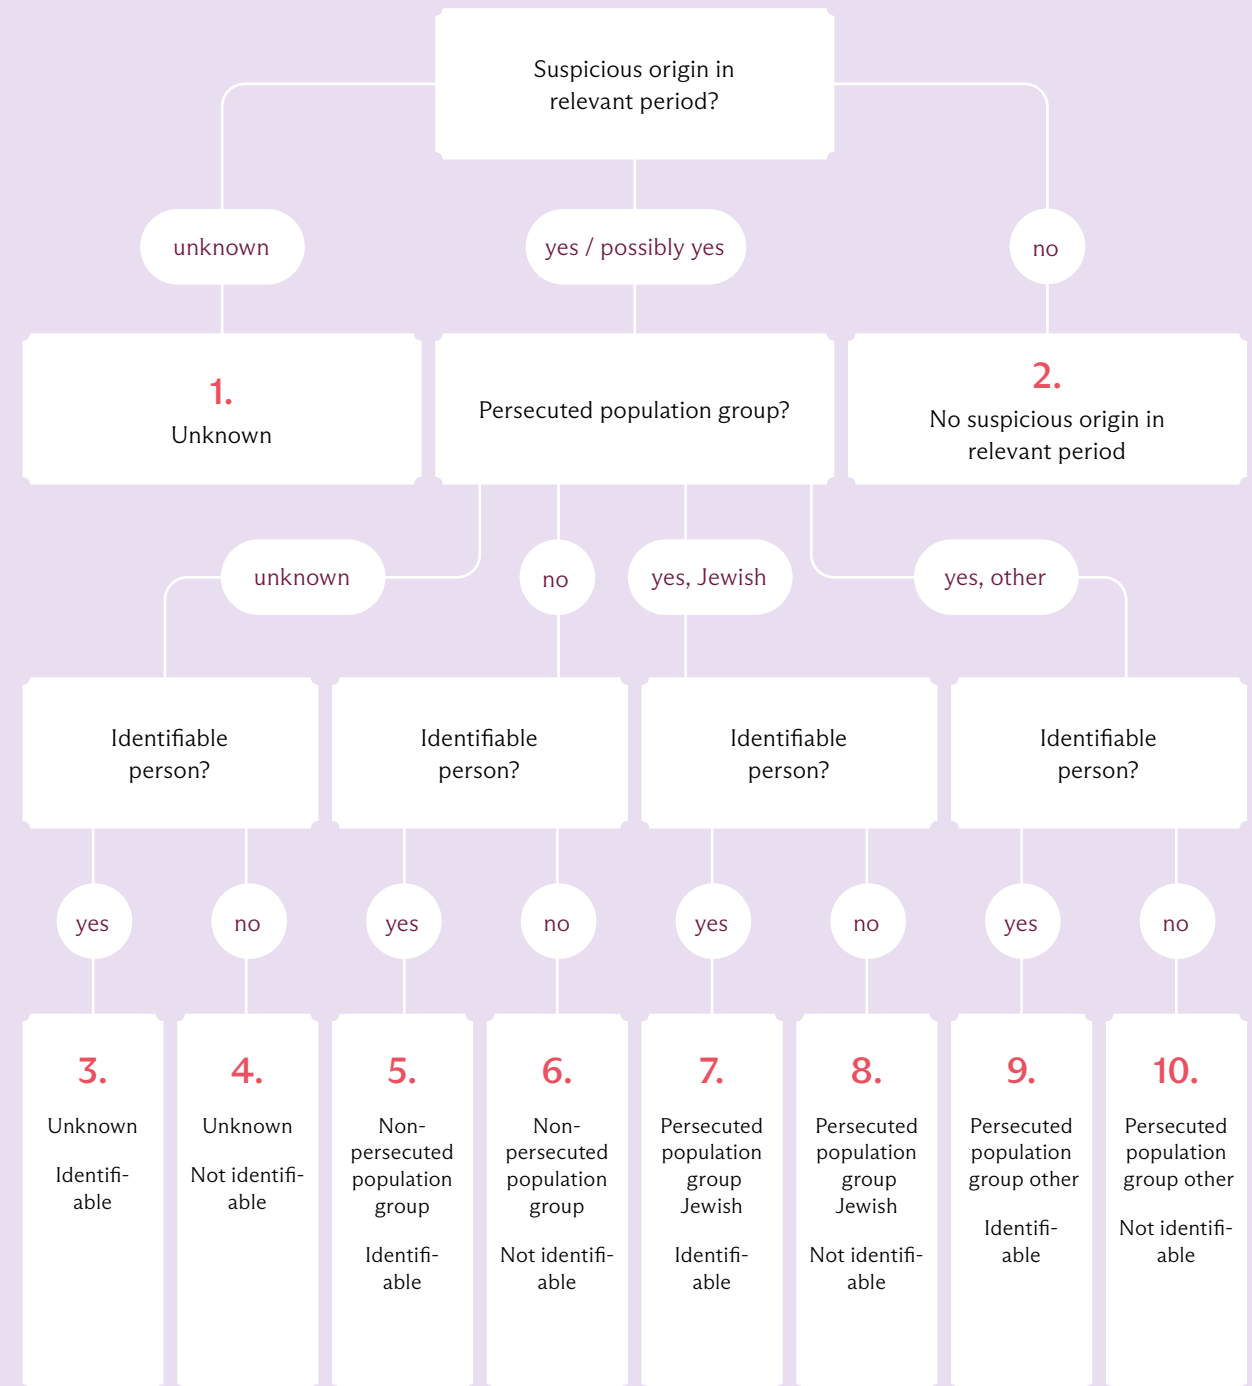 Suspicious origin in
relevant period?
unknown
yes / possibly yes
no
1.
Unknown
Persecuted population group?
2.
No suspicious origin in
relevant period
unknown
no
yes, Jewish
yes, other
Identifiable
person?
Identifiable
person?
Identifiable
person?
Identifiable
person?
yes
no
yes
no
yes
no
yes
no
3.
Unknown
Identifi-
able
4.
Unknown
Not identifi-
able
5.
Non-
persecuted
population
group
Identifi-
able
6.
Non-
persecuted
population
group
Not identifi-
able
7.
Persecuted
population
group
Jewish
Identifi-
able
8.
Persecuted
population
group
Jewish
Not identifi-
able
9.
Persecuted
population
group other
Identifi-
able
10.
Persecuted
population
group other
Not identifi-
able